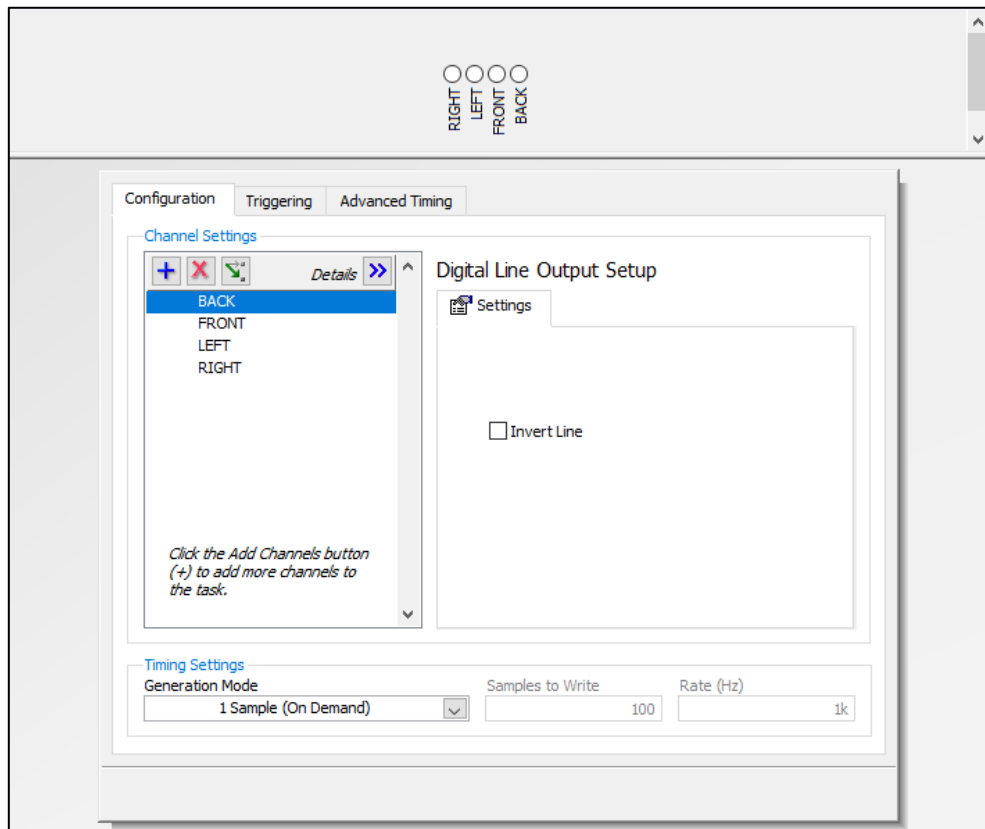 RIGHT
LEFT
FRONT
BACK
Configuration Triggering Advanced Timing
Channel Settings
Details
BACK
FRONT
LEFT
RIGHT
Click the Add Channels button
(+) to add more channels to
the task.
Digital Line Output Setup
Settings
Invert Line
Timing Settings
Generation Mode Samples to Write Rate (Hz)
1 Sample (On Demand) 100 1k